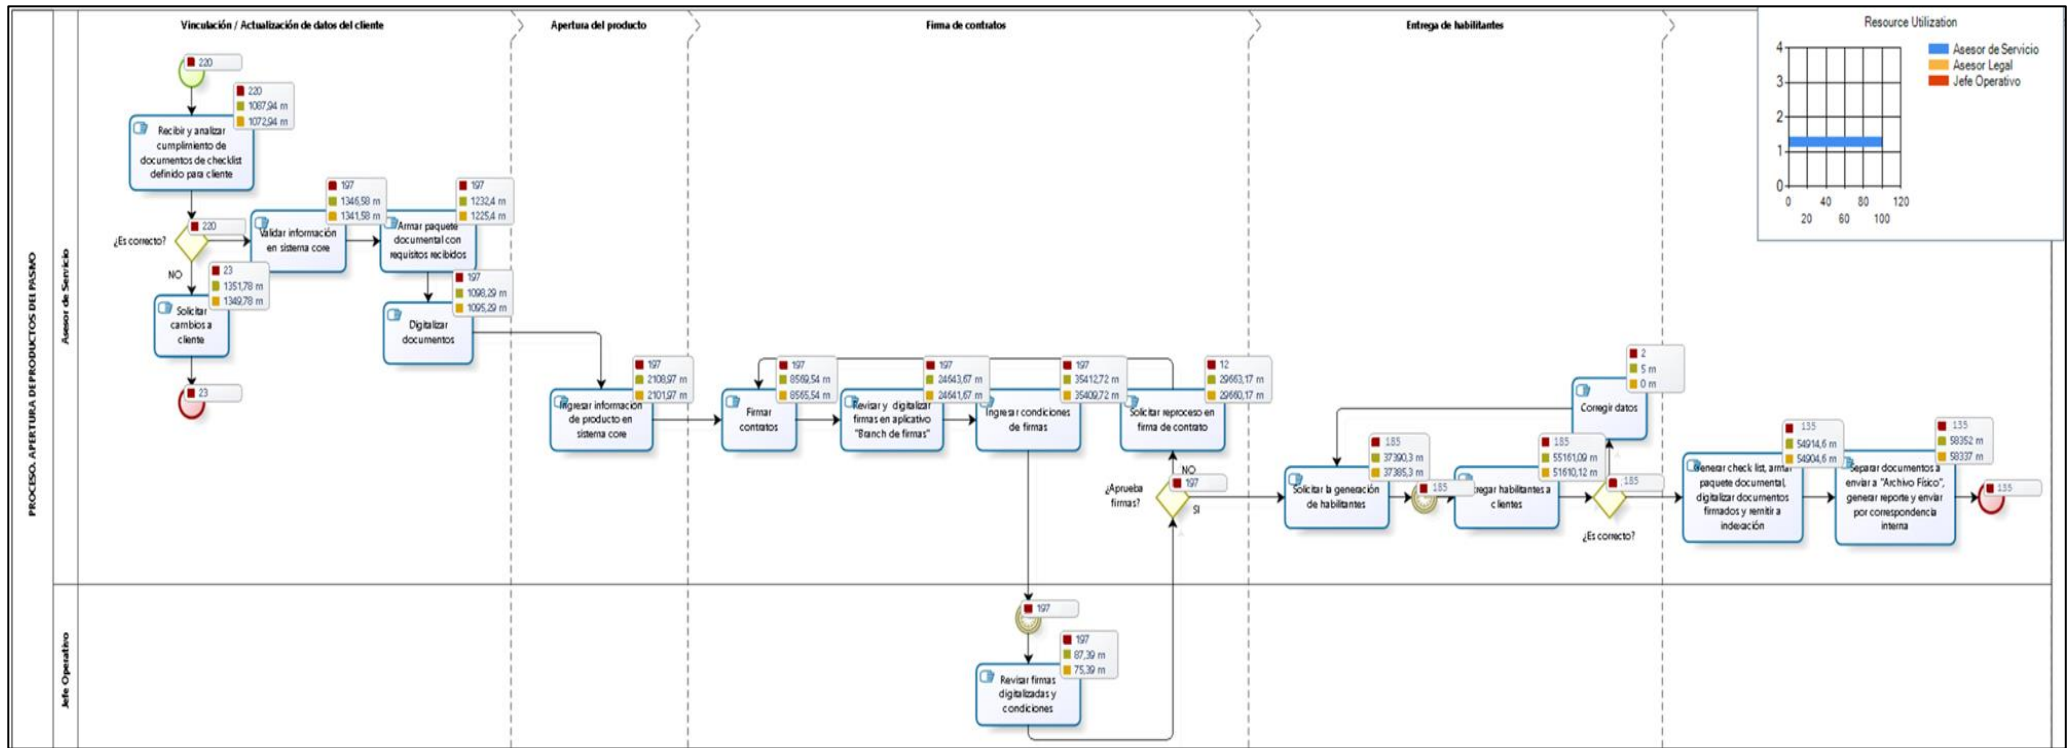 Vinculación / Actualización de datos del cliente
Apertura del producto
Firma de contratos
Entrega de habilitantes
PROCESO. APERTURA DE PRODUCTOS DEL PASIVO
Asesor de Servicio
220
220
1087,94 m
1072,94 m
Recibir y analizar
cumplimiento de
documentos de checklist
definido para cliente
220
¿Es correcto?
NO
197
1346,58 m
1341,58 m
Validar información
en sistema core
197
1232,4 m
1225,4 m
Armar paquete
documental con
requisitos recibidos
23
1351,78 m
1349,78 m
Solicitar
cambios a
cliente
23
197
1098,29 m
1095,29 m
Digitalizar
documentos
197
2108,97 m
2101,97 m
Ingresar información
de producto en
sistema core
197
8569,54 m
8565,54 m
Firmar
contratos
197
24643,67 m
24641,67 m
Revisar y digitalizar
firmas en aplicativo
"Branch de firmas"
197
35412,72 m
35409,72 m
Ingresar condiciones
de firmas
12
29663,17 m
29660,17 m
Solicitar reproceso en
firma de contrato
NO
197
¿Aprueba
firmas?
SI
185
37390,3 m
37385,3 m
Solicitar la generación
de habilitantes
185
185
55161,09 m
51610,12 m
tregar habilitantes a
clientes
2
5 m
0 m
Corregir datos
185
¿Es correcto?
135
54914,6 m
54904,6 m
Generar check list, armar
paquete documental,
digitalizar documentos
firmados y remitir a
indexación
135
58352 m
58337 m
Separar documentos a
enviar a "Archivo Físico",
generar reporte y enviar
por correspondencia
interna
135
Jefe Operativo
197
197
87,39 m
75,39 m
Revisar firmas
digitalizadas y
condiciones
Resource Utilization
4
3
2
1
0
0 40 80 120
20 60 100
Asesor de Servicio
Asesor Legal
Jefe Operativo